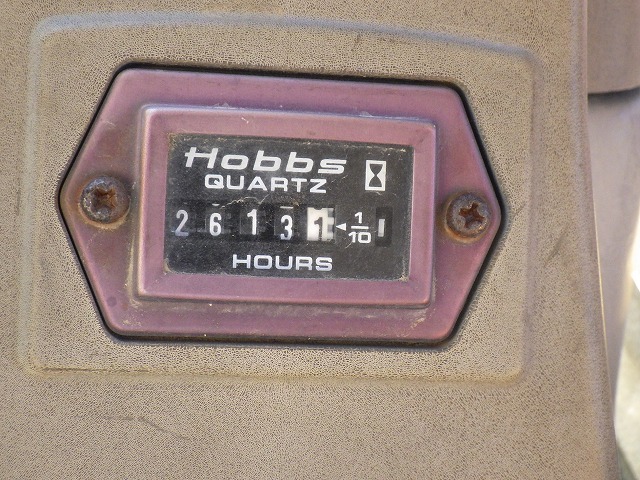 Hobbs
QUARTZ
2 6 1 3 1 ◄ 1/10
HOURS